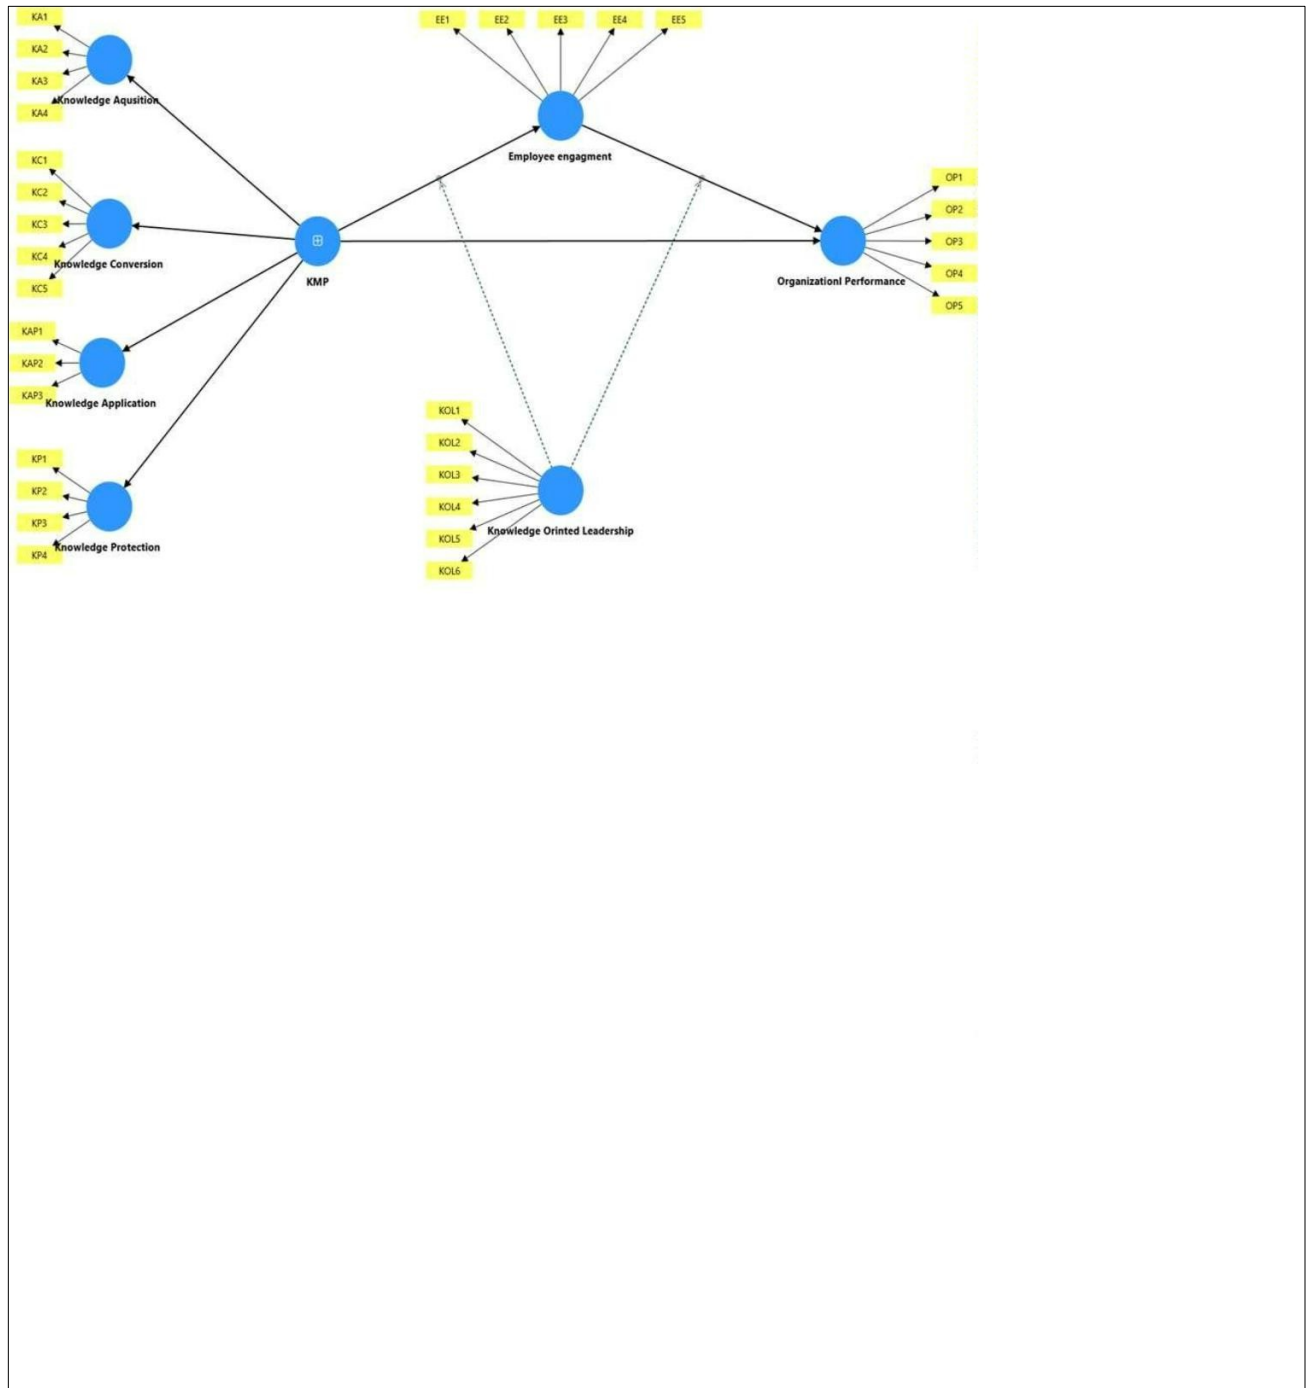 KA1
KA2
KA3
KA4
Knowledge Aqusition
KC1
KC2
KC3
KC4
KC5
Knowledge Conversion
KAP1
KAP2
KAP3
Knowledge Application
KP1
KP2
KP3
KP4
Knowledge Protection
KMP
EE1 EE2 EE3 EE4 EE5
Employee engagment
KOL1
KOL2
KOL3
KOL4
KOL5
KOL6
Knowledge Orinted Leadership
OP1
OP2
OP3
OP4
OP5
Organizationl Performance